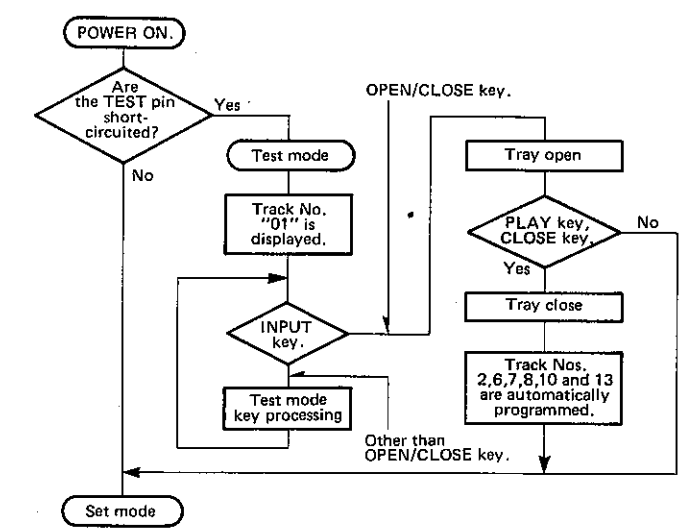 POWER ON.
Are
the TEST pin
short-
circuited?
Yes
No
Test mode
Track No.
"01" is
displayed.
INPUT
key.
Test mode
key processing
OPEN/CLOSE key.
Other than
OPEN/CLOSE key.
Tray open
PLAY key,
CLOSE key.
No
Yes
Tray close
Track Nos.
2,6,7,8,10 and 13
are automatically
programmed.
Set mode